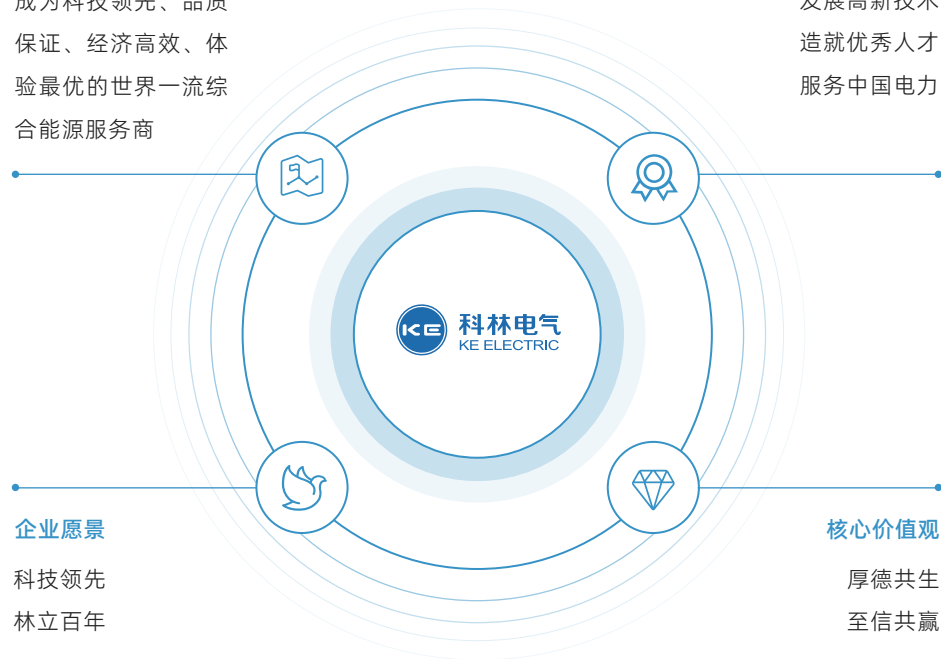 成为科技领先、品质
保证、经济高效、体
验最优的世界一流综
合能源服务商
发展高新技术
造就优秀人才
服务中国电力
KE 科林电气
KE ELECTRIC
企业愿景
科技领先
林立百年
核心价值观
厚德共生
至信共赢